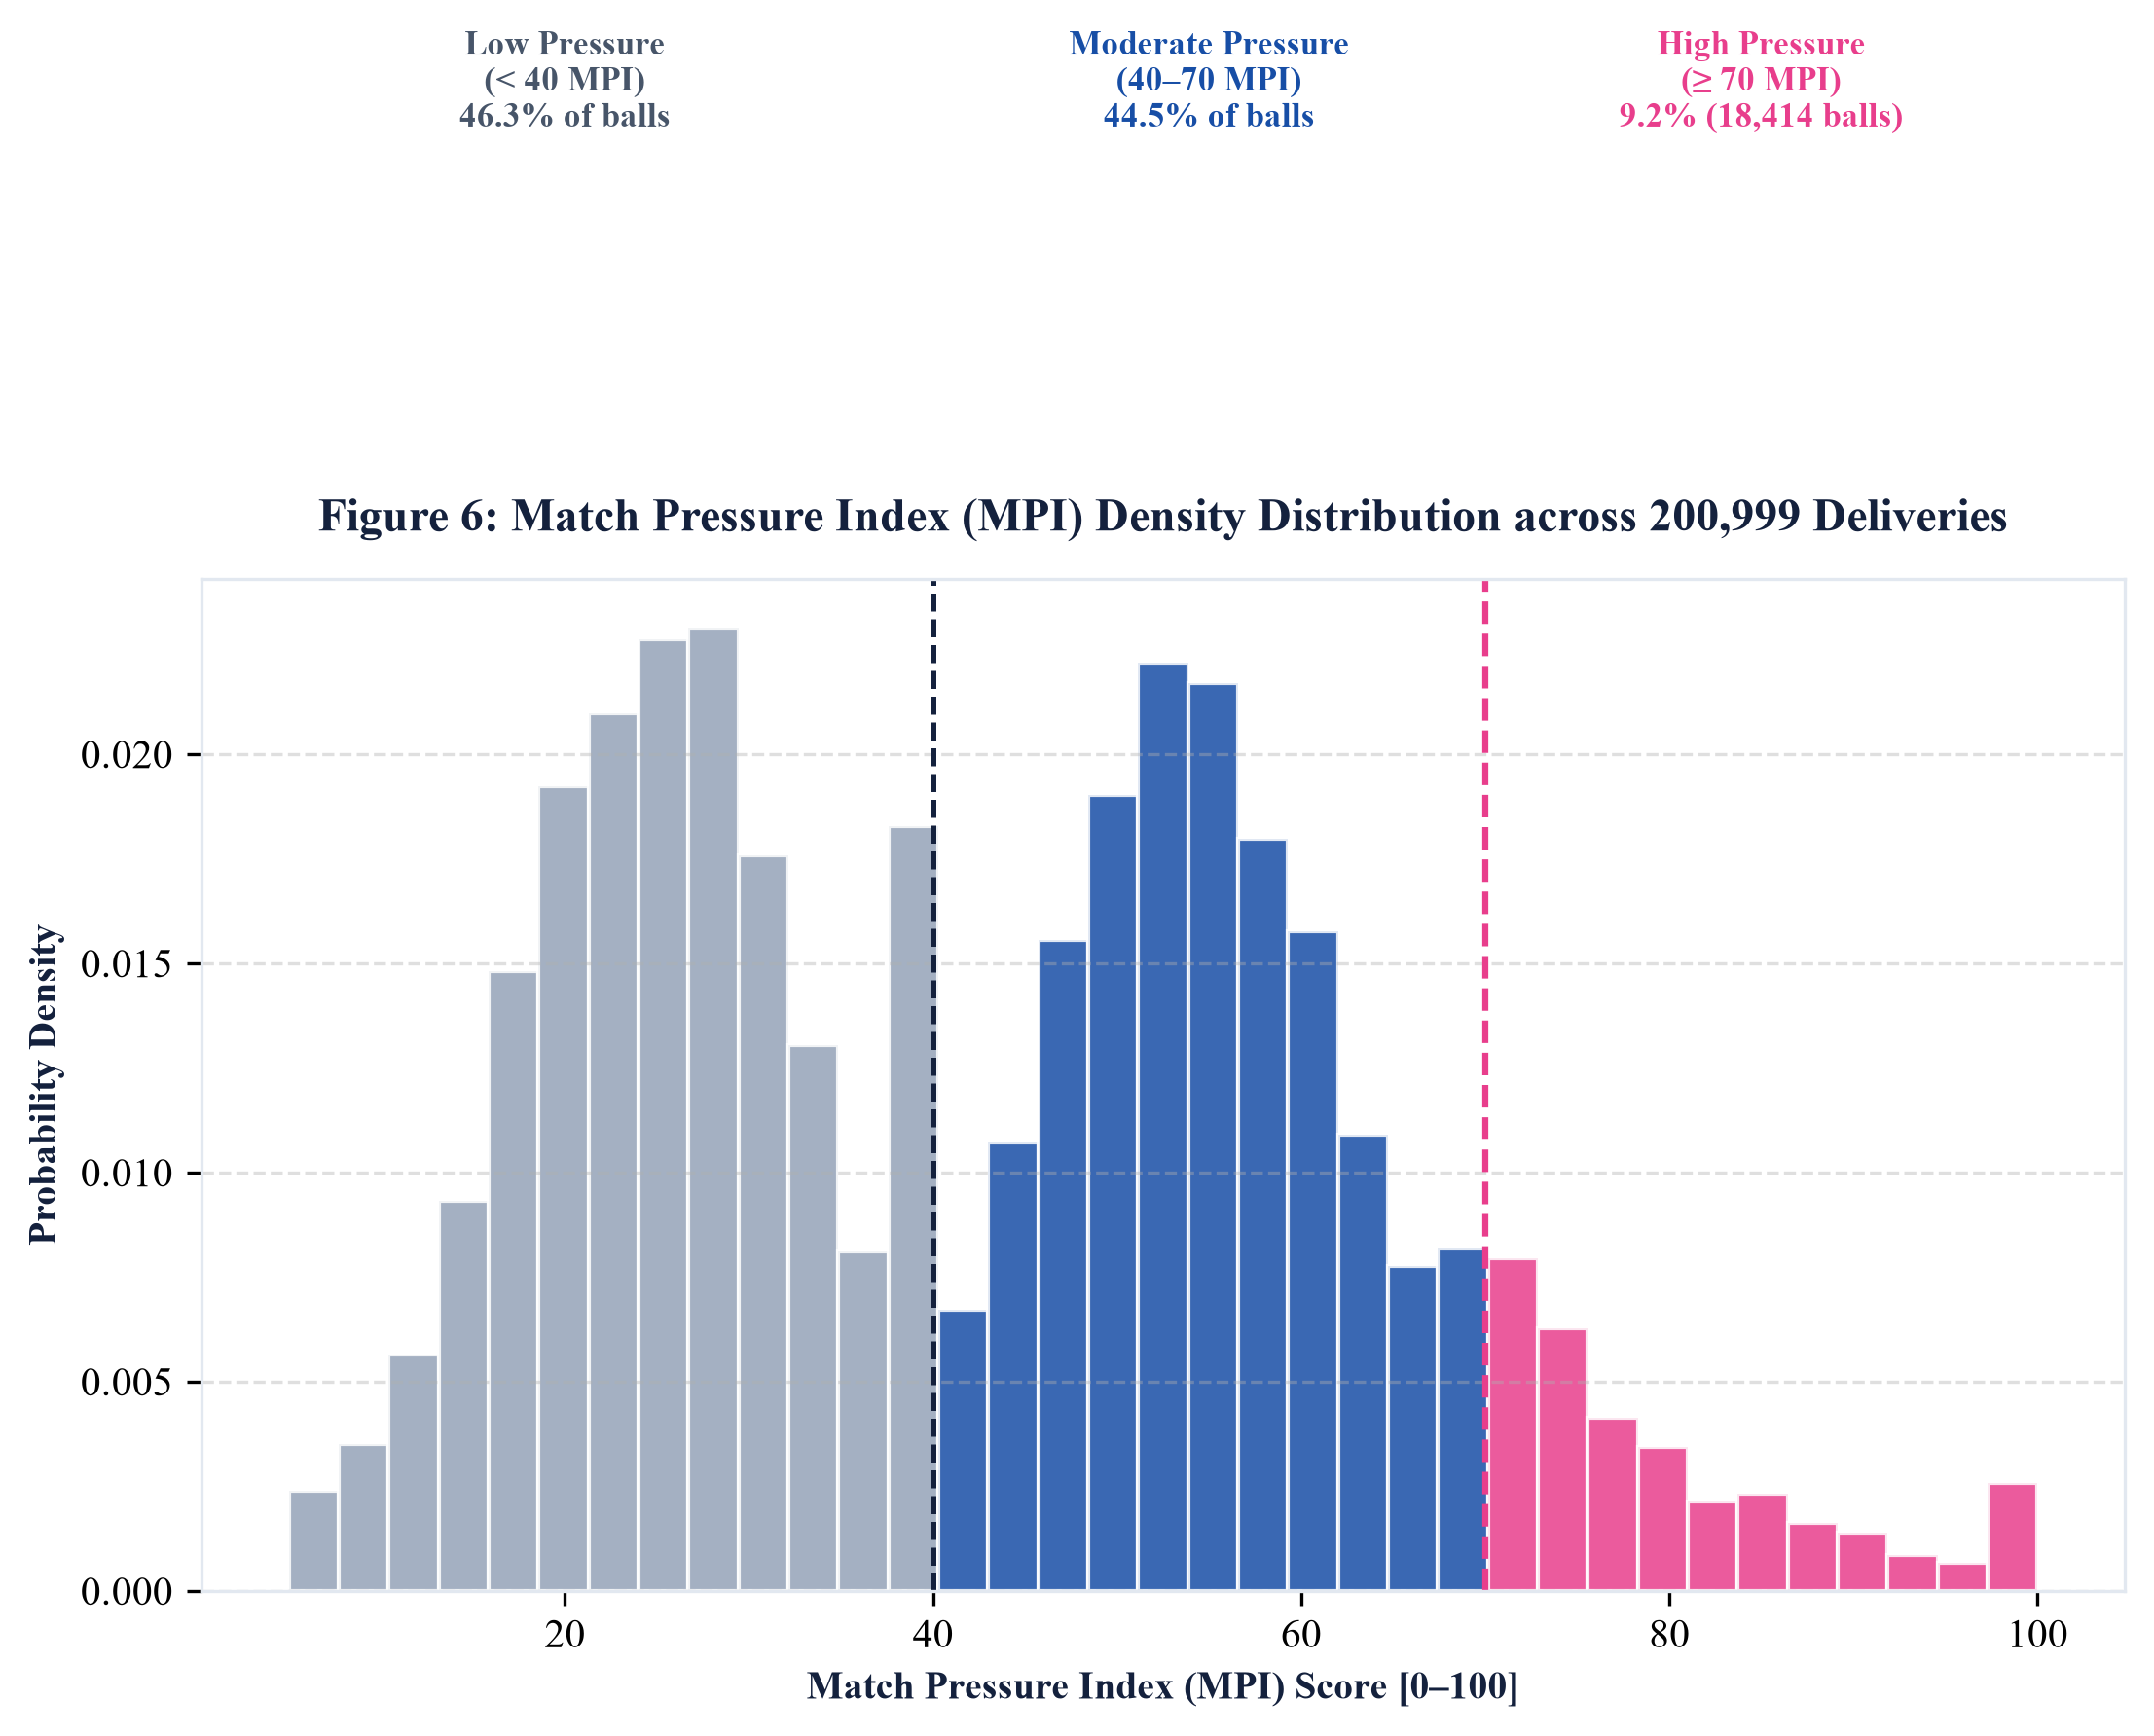 Low Pressure
(< 40 MPI)
46.3% of balls
Moderate Pressure
(40–70 MPI)
44.5% of balls
High Pressure
(≥ 70 MPI)
9.2% (18,414 balls)
Figure 6: Match Pressure Index (MPI) Density Distribution across 200,999 Deliveries
Probability Density
0.020
0.015
0.010
0.005
0.000
20
40
60
80
100
Match Pressure Index (MPI) Score [0–100]